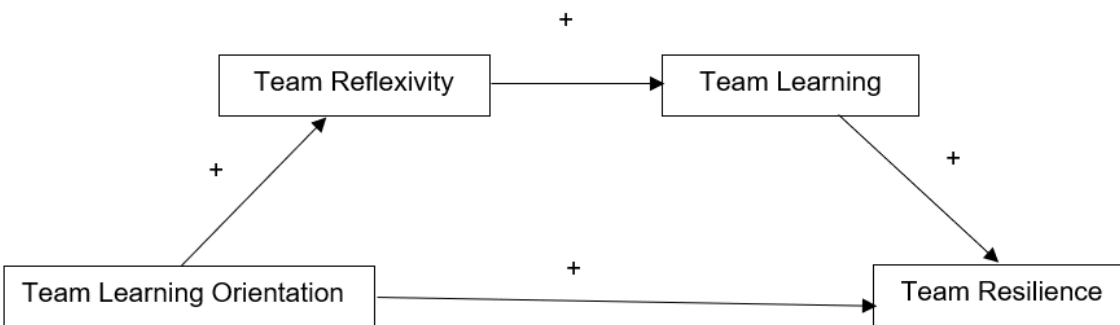 +
Team Reflexivity
Team Learning
+
+
+
Team Learning Orientation
Team Resilience